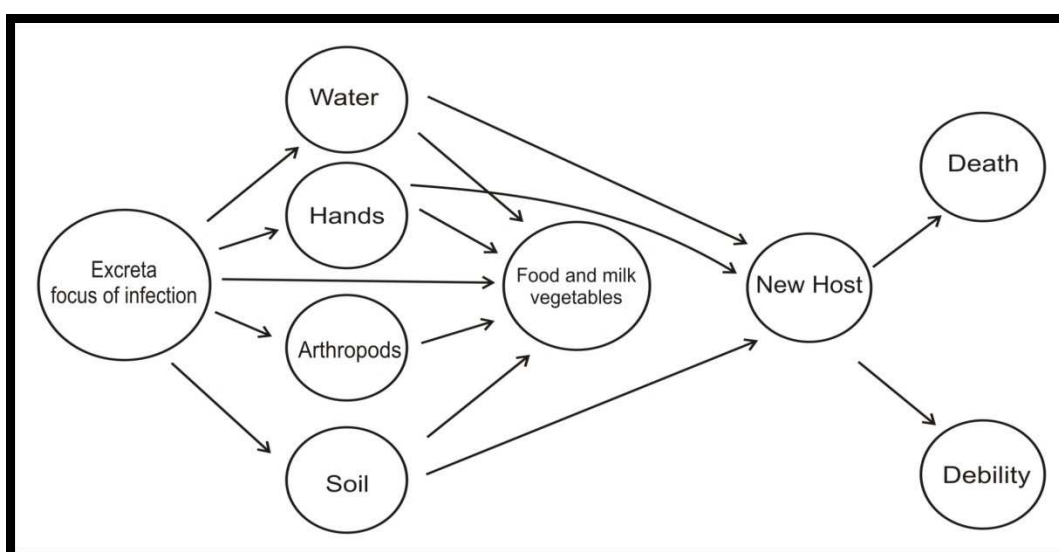 Water
Hands
Excreta
focus of infection
Arthropods
Soil
Food and milk
vegetables
New Host
Death
Debility